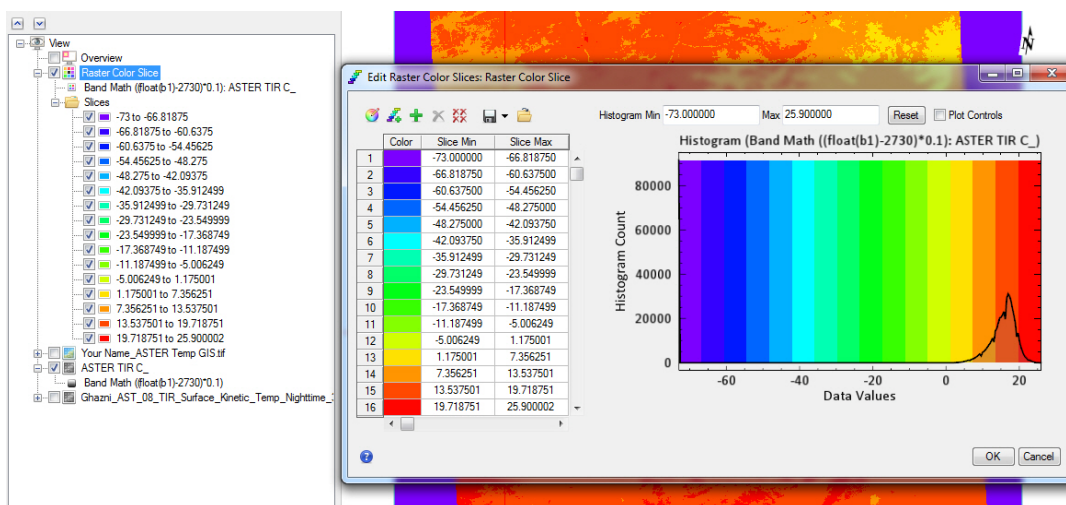 View
Overview
Raster Color Slice
Band Math ((float(b1)-2730)*0.1): ASTER TIR C_
Slices
-73 to -66.81875
-66.81875 to -60.6375
-60.6375 to -54.45625
-54.45625 to -48.275
-48.275 to -42.09375
-42.09375 to -35.912499
-35.912499 to -29.731249
-29.731249 to -23.549999
-23.549999 to -17.368749
-17.368749 to -11.187499
-11.187499 to -5.006249
-5.006249 to 1.175001
1.175001 to 7.356251
7.356251 to 13.537501
13.537501 to 19.718751
19.718751 to 25.900002
Your Name_ASTER Temp GIS.tif
ASTER TIR C_
Band Math (float(b1)-2730)*0.1)
Ghazni_AST_08_TIR_Surface_Kinetic_Temp_Nighttime_
N
Edit Raster Color Slices: Raster Color Slice
Histogram Min -73.000000 Max 25.900000 Reset Plot Controls
Color Slice Min Slice Max
1 -73.000000 -66.818750
2 -66.818750 -60.637500
3 -60.637500 -54.456250
4 -54.456250 -48.275000
5 -48.275000 -42.093750
6 -42.093750 -35.912499
7 -35.912499 -29.731249
8 -29.731249 -23.549999
9 -23.549999 -17.368749
10 -17.368749 -11.187499
11 -11.187499 -5.006249
12 -5.006249 1.175001
13 1.175001 7.356251
14 7.356251 13.537501
15 13.537501 19.718751
16 19.718751 25.900002
Histogram (Band Math ((float(b1)-2730)*0.1): ASTER TIR C_)
Histogram Count
80000
60000
40000
20000
0
-60 -40 -20 0 20
Data Values
OK Cancel